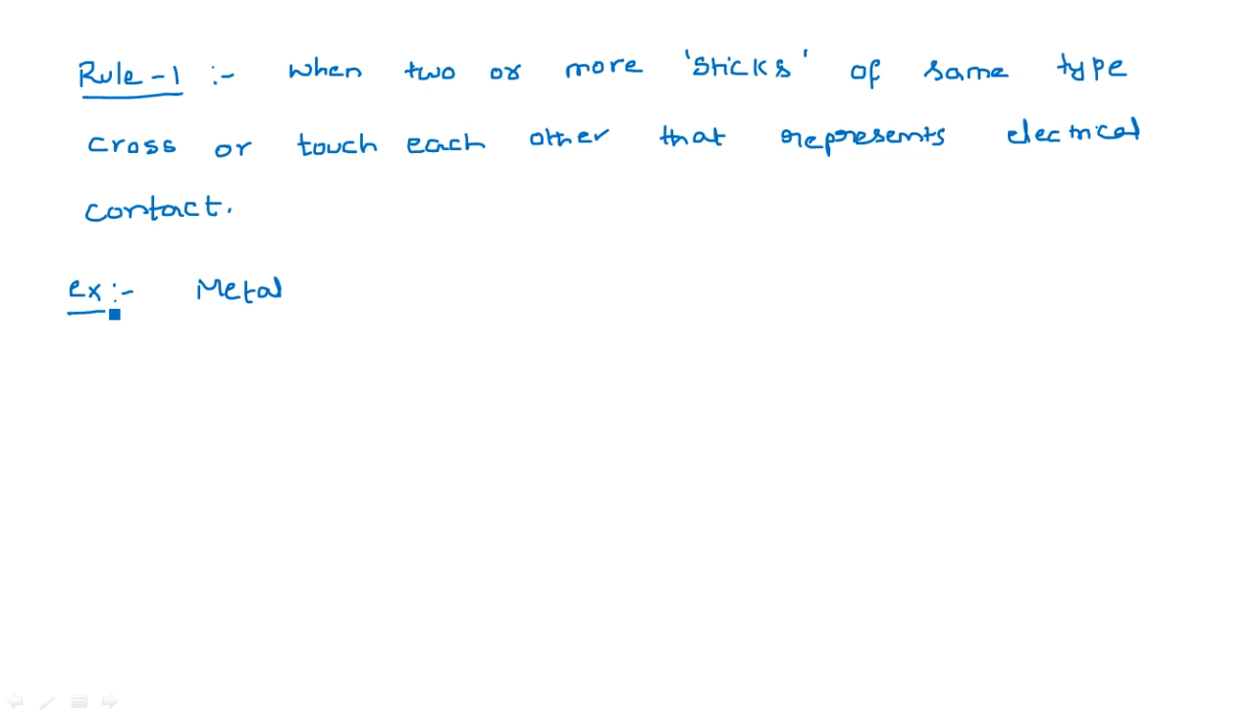 Rule-1 :- when two or more 'sticks' of same type
cross or touch each other that represents electrical
contact.
ex:- Metal